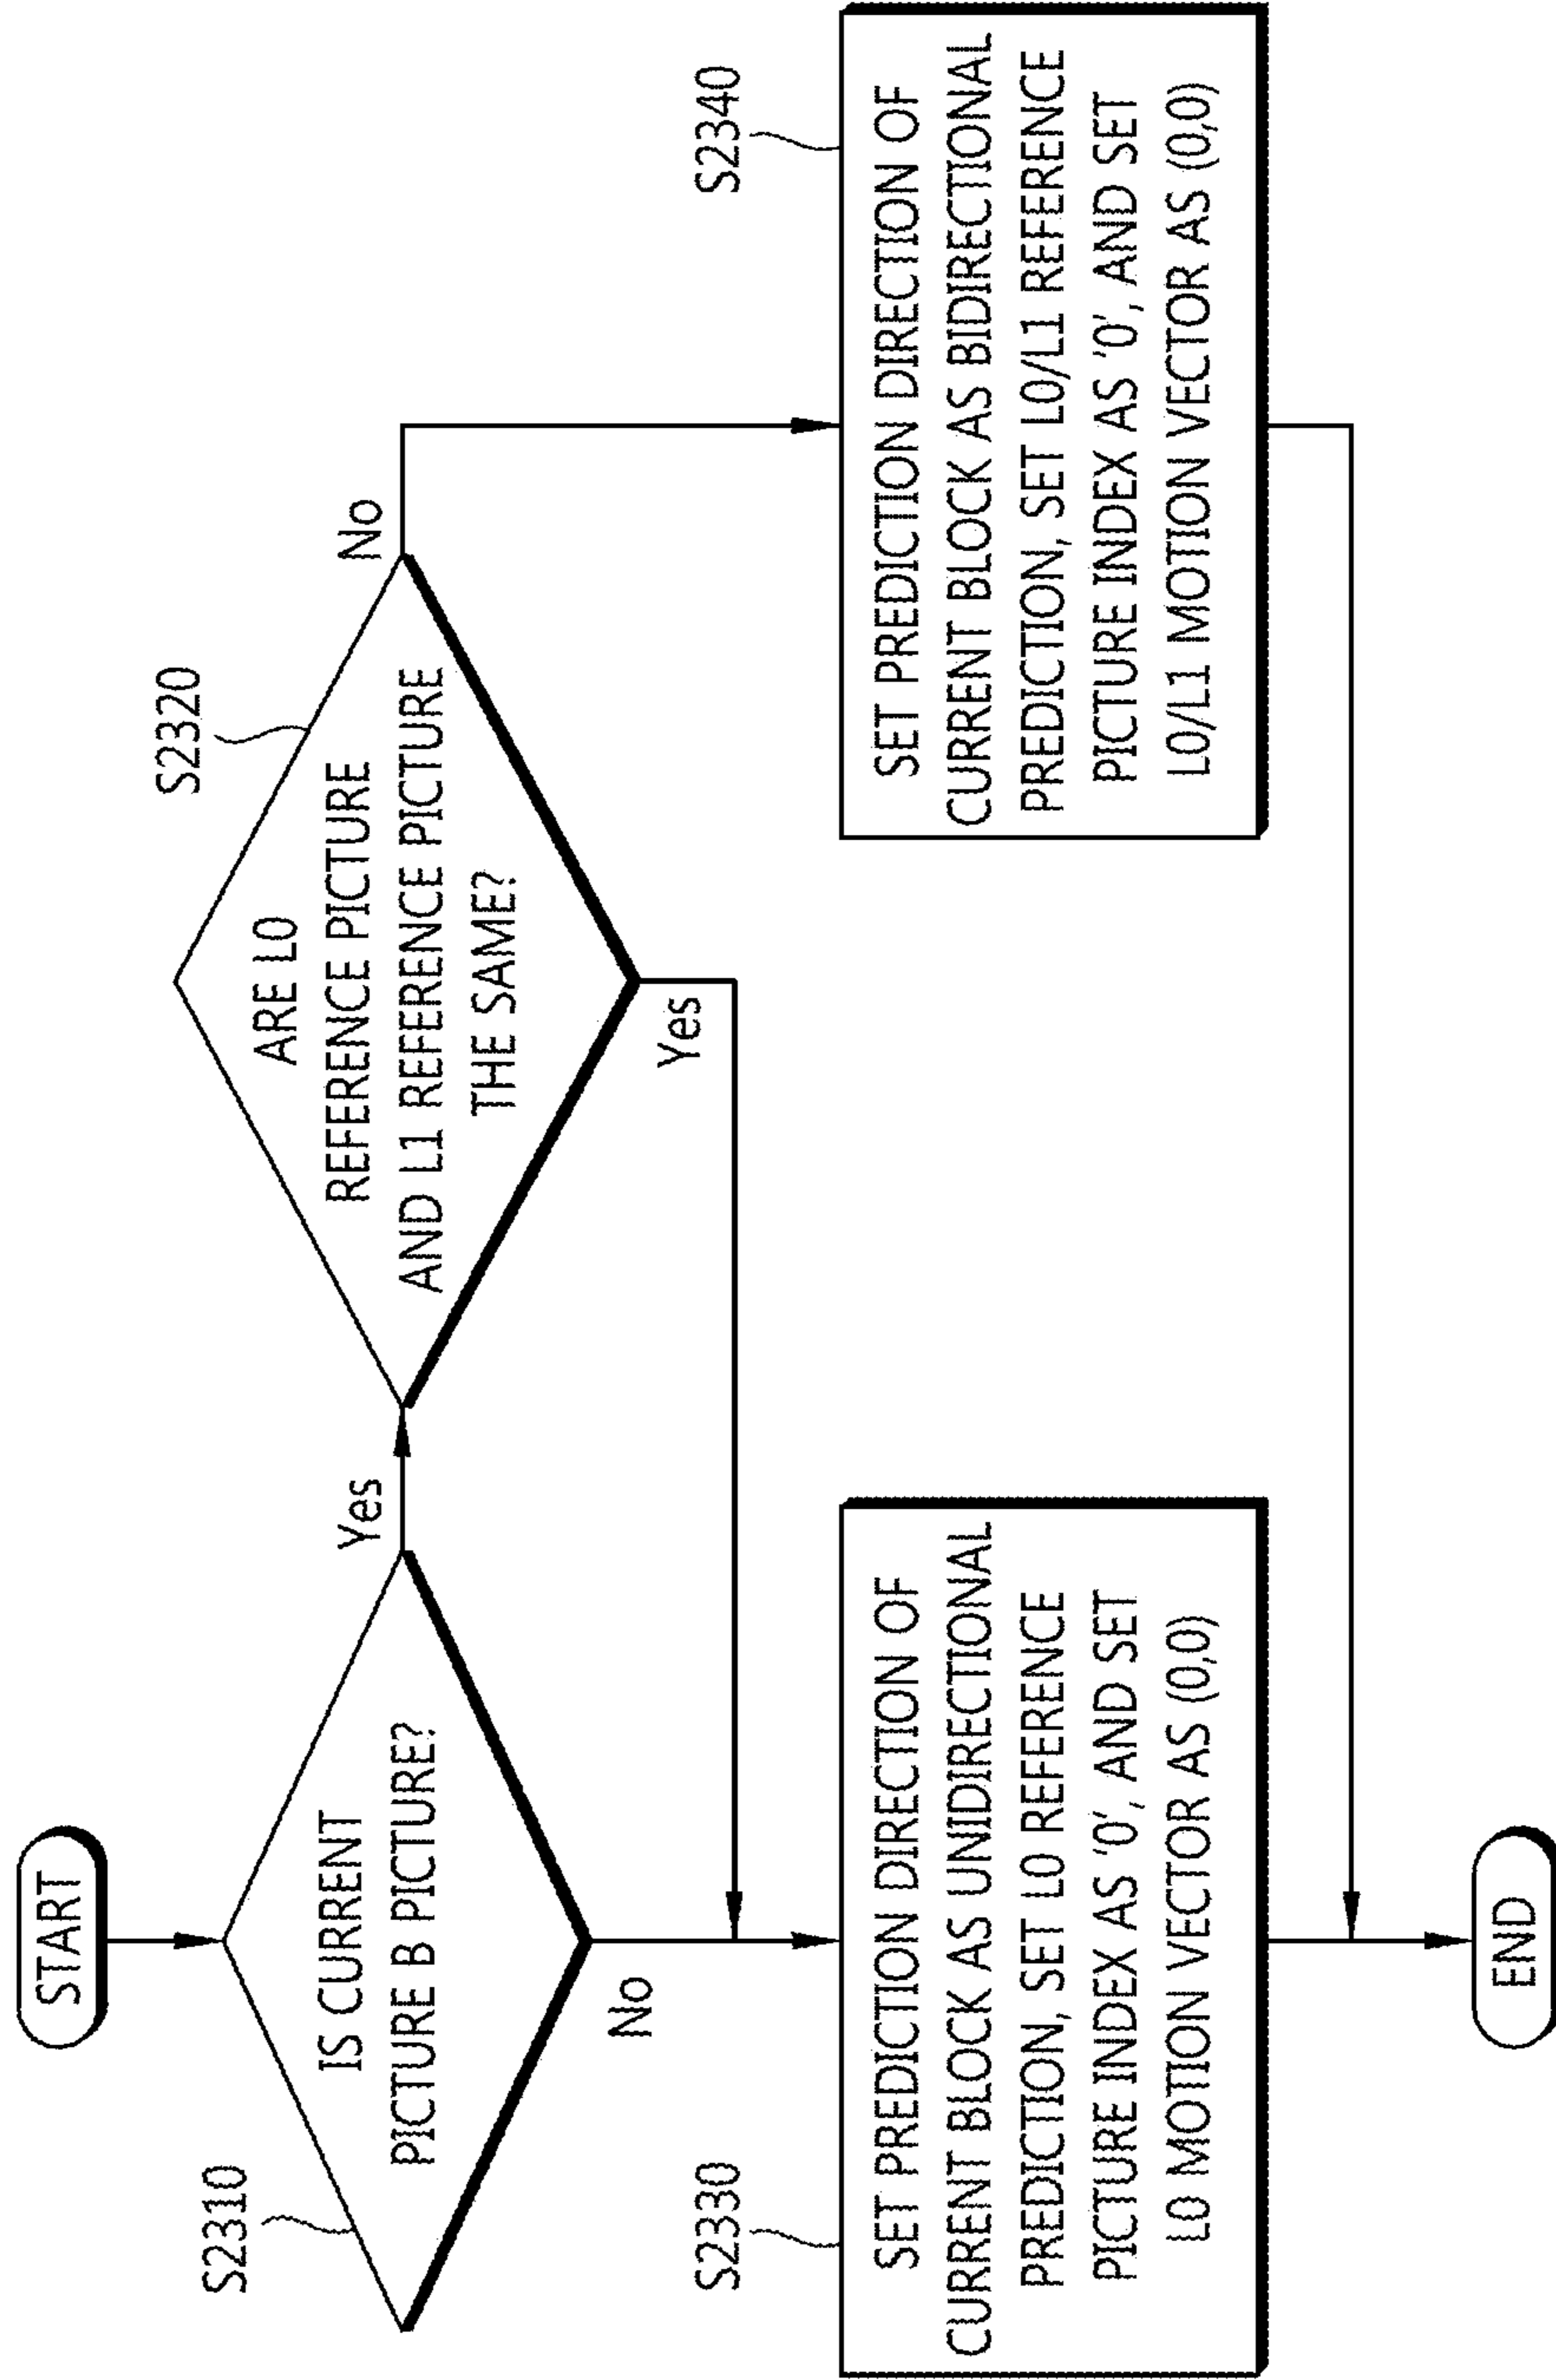 START
S2310
IS CURRENT
PICTURE B PICTURE?
Yes
No
S2320
ARE L0
REFERENCE PICTURE
AND L1 REFERENCE PICTURE
THE SAME?
No
Yes
S2330
SET PREDICTION DIRECTION OF
CURRENT BLOCK AS UNIDIRECTIONAL
PREDICTION, SET L0 REFERENCE
PICTURE INDEX AS '0', AND SET
L0 MOTION VECTOR AS (0,0)
S2340
SET PREDICTION DIRECTION OF
CURRENT BLOCK AS BIDIRECTIONAL
PREDICTION, SET L0/L1 REFERENCE
PICTURE INDEX AS '0', AND SET
L0/L1 MOTION VECTOR AS (0,0)
END